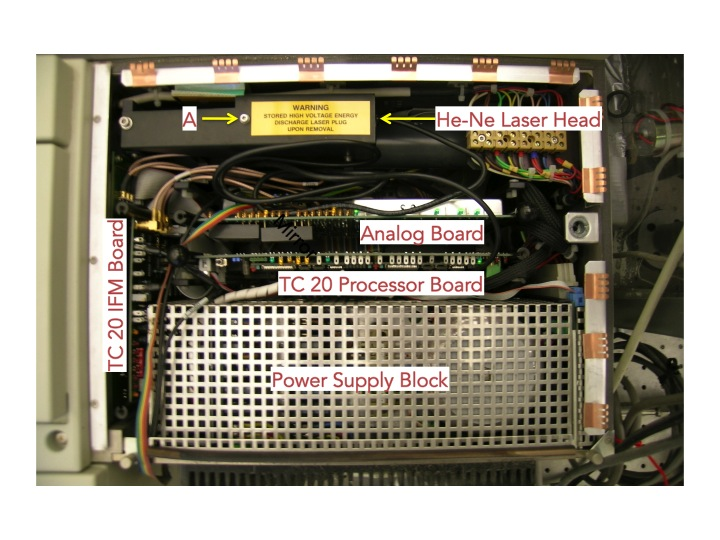 WARNING
STORED HIGH VOLTAGE ENERGY
DISCHARGE LASER PLUG
UPON REMOVAL
A
He-Ne Laser Head
Analog Board
TC 20 Processor Board
TC 20 IFM Board
Power Supply Block